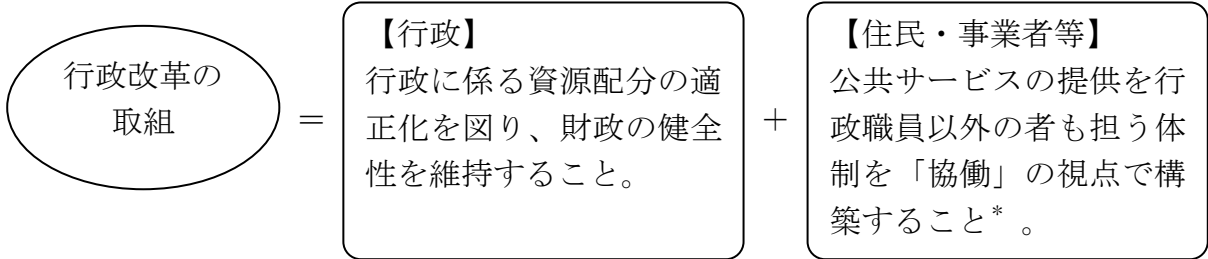 行政改革の
取組
＝
【行政】
行政に係る資源配分の適
正化を図り、財政の健全
性を維持すること。
＋
【住民・事業者等】
公共サービスの提供を行
政職員以外の者も担う体
制を「協働」の視点で構
築すること* 。